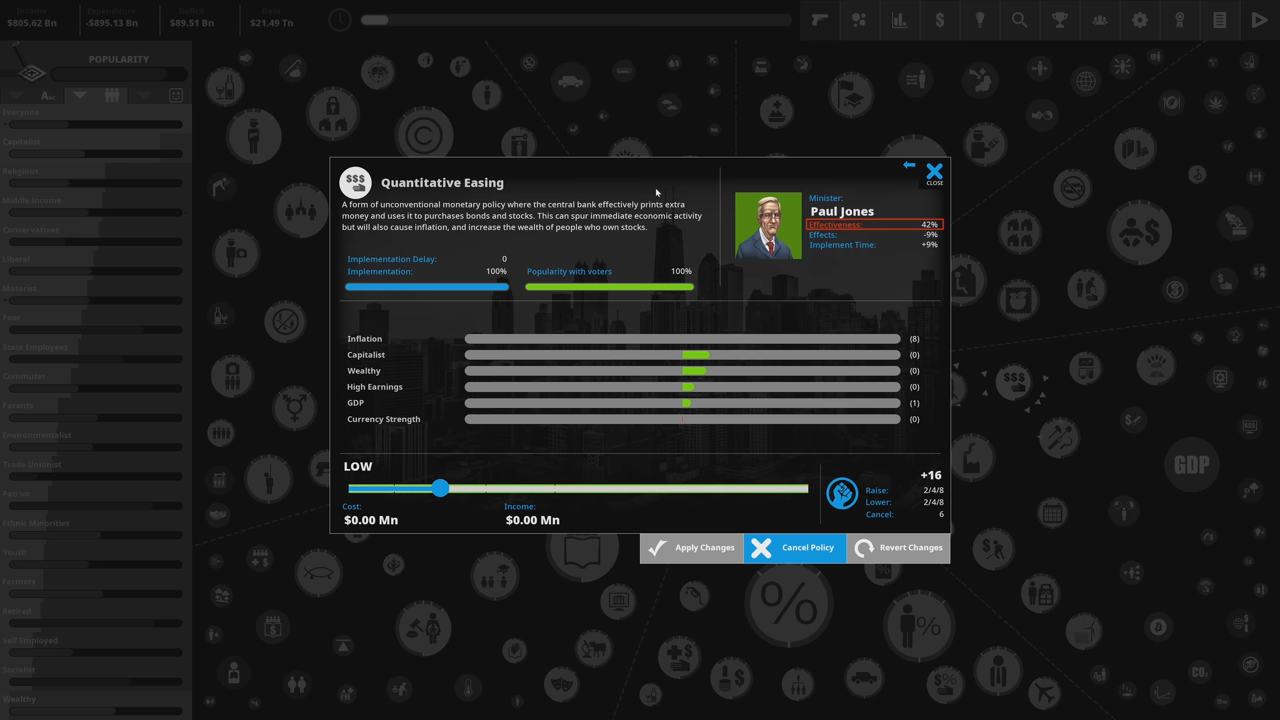 Income
$805.62 Bn
Expenditure
-$895.13 Bn
Deficit
$89.51 Bn
Debt
$21.49 Tn
POPULARITY
Aʙᴄ
Everyone
Capitalist
Religious
Middle Income
Conservatives
Liberal
Motorist
Poor
State Employees
Commuter
Parents
Environmentalist
Trade Unionist
Patriot
Ethnic Minorities
Youth
Farmers
Retired
Self Employed
Socialist
Wealthy
$$$
Quantitative Easing
A form of unconventional monetary policy where the central bank effectively prints extra
money and uses it to purchases bonds and stocks. This can spur immediate economic activity
but will also cause inflation, and increase the wealth of people who own stocks.
Implementation Delay: 0
Implementation: 100%
Popularity with voters 100%
CLOSE
Minister:
Paul Jones
Effectiveness: 42%
Effects: -9%
Implement Time: +9%
Inflation (8)
Capitalist (0)
Wealthy (0)
High Earnings (0)
GDP (1)
Currency Strength (0)
LOW
Cost:
$0.00 Mn
Income:
$0.00 Mn
+16
Raise: 2/4/8
Lower: 2/4/8
Cancel: 6
Apply Changes
Cancel Policy
Revert Changes
$$$
GDP
%
%
$%
CO₂